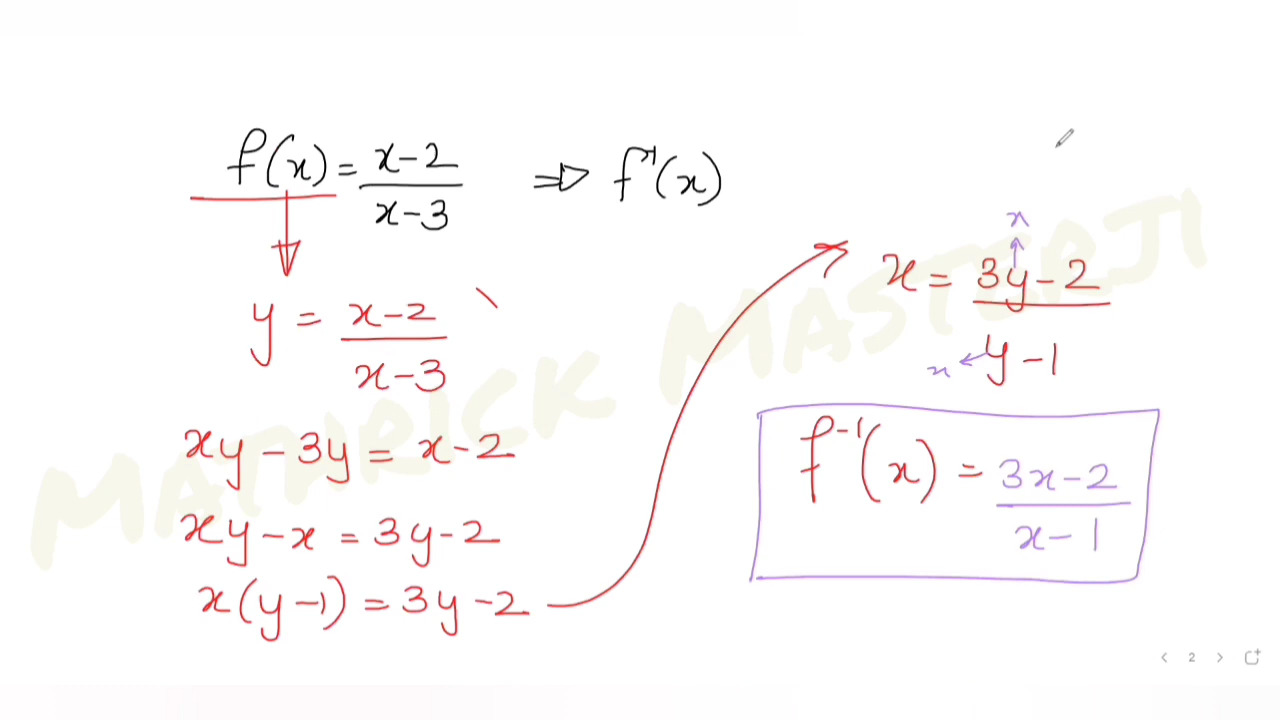 f(x) = x-2/x-3 ⇒ f⁻¹(x)
y = x-2/x-3
xy - 3y = x - 2
xy - x = 3y - 2
x(y-1) = 3y - 2
x
x = 3y-2/y-1
x
f⁻¹(x) = 3x-2/x-1
MATHRICK MASTERJI
< 2 >